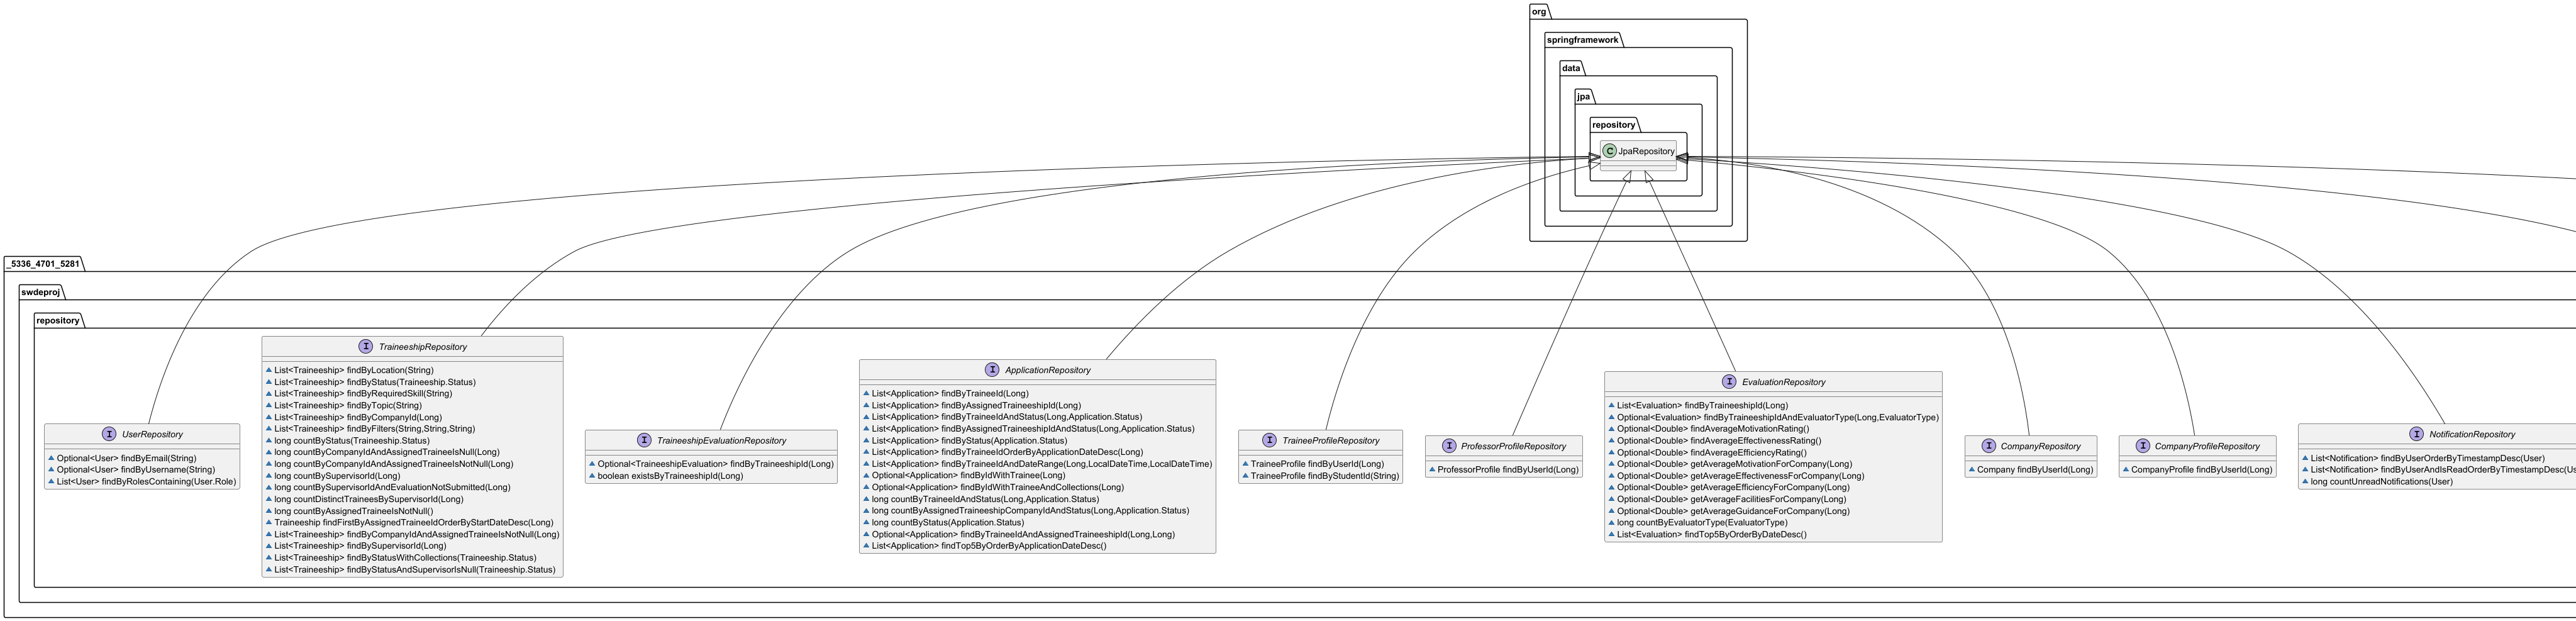 org
springframework
data
jpa
repository
C JpaRepository
_5336_4701_5281
swdeproj
repository
I UserRepository
Optional<User> findByEmail(String)
Optional<User> findByUsername(String)
List<User> findByRolesContaining(User.Role)
I TraineeshipRepository
List<Traineeship> findByLocation(String)
List<Traineeship> findByStatus(Traineeship.Status)
List<Traineeship> findByRequiredSkill(String)
List<Traineeship> findByTopic(String)
List<Traineeship> findByCompanyId(Long)
List<Traineeship> findByFilters(String,String,String)
long countByStatus(Traineeship.Status)
long countByCompanyIdAndAssignedTraineeIsNull(Long)
long countByCompanyIdAndAssignedTraineeIsNotNull(Long)
long countBySupervisorId(Long)
long countBySupervisorIdAndEvaluationNotSubmitted(Long)
long countDistinctTraineesBySupervisorId(Long)
long countByAssignedTraineeIsNotNull()
Traineeship findFirstByAssignedTraineeIdOrderByStartDateDesc(Long)
List<Traineeship> findByCompanyIdAndAssignedTraineeIsNotNull(Long)
List<Traineeship> findBySupervisorId(Long)
List<Traineeship> findByStatusWithCollections(Traineeship.Status)
List<Traineeship> findByStatusAndSupervisorIsNull(Traineeship.Status)
I TraineeshipEvaluationRepository
Optional<TraineeshipEvaluation> findByTraineeshipId(Long)
boolean existsByTraineeshipId(Long)
I ApplicationRepository
List<Application> findByTraineeId(Long)
List<Application> findByAssignedTraineeshipId(Long)
List<Application> findByTraineeIdAndStatus(Long,Application.Status)
List<Application> findByAssignedTraineeshipIdAndStatus(Long,Application.Status)
List<Application> findByStatus(Application.Status)
List<Application> findByTraineeIdOrderByApplicationDateDesc(Long)
List<Application> findByTraineeIdAndDateRange(Long,LocalDateTime,LocalDateTime)
Optional<Application> findByIdWithTrainee(Long)
Optional<Application> findByIdWithTraineeAndCollections(Long)
long countByTraineeIdAndStatus(Long,Application.Status)
long countByAssignedTraineeshipCompanyIdAndStatus(Long,Application.Status)
long countByStatus(Application.Status)
Optional<Application> findByTraineeIdAndAssignedTraineeshipId(Long,Long)
List<Application> findTop5ByOrderByApplicationDateDesc()
I TraineeProfileRepository
TraineeProfile findByUserId(Long)
TraineeProfile findByStudentId(String)
I ProfessorProfileRepository
ProfessorProfile findByUserId(Long)
I EvaluationRepository
List<Evaluation> findByTraineeshipId(Long)
Optional<Evaluation> findByTraineeshipIdAndEvaluatorType(Long,EvaluatorType)
Optional<Double> findAverageMotivationRating()
Optional<Double> findAverageEffectivenessRating()
Optional<Double> findAverageEfficiencyRating()
Optional<Double> getAverageMotivationForCompany(Long)
Optional<Double> getAverageEffectivenessForCompany(Long)
Optional<Double> getAverageEfficiencyForCompany(Long)
Optional<Double> getAverageFacilitiesForCompany(Long)
Optional<Double> getAverageGuidanceForCompany(Long)
long countByEvaluatorType(EvaluatorType)
List<Evaluation> findTop5ByOrderByDateDesc()
I CompanyRepository
Company findByUserId(Long)
I CompanyProfileRepository
CompanyProfile findByUserId(Long)
I NotificationRepository
List<Notification> findByUserOrderByTimestampDesc(User)
List<Notification> findByUserAndIsReadOrderByTimestampDesc(Us
long countUnreadNotifications(User)